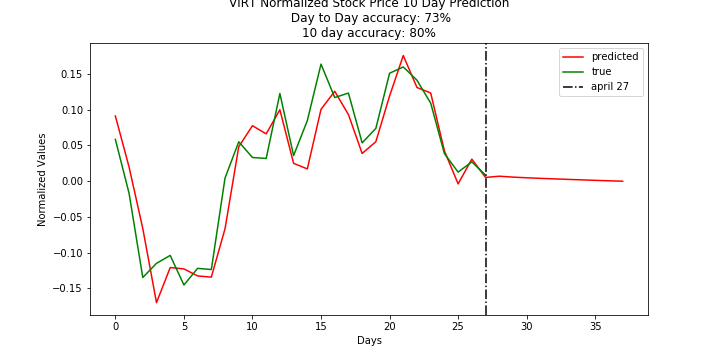 VIRT Normalized Stock Price 10 Day Prediction
Day to Day accuracy: 73%
10 day accuracy: 80%
predicted
true
april 27
Normalized Values
0.15
0.10
0.05
0.00
−0.05
−0.10
−0.15
0 5 10 15 20 25 30 35
Days